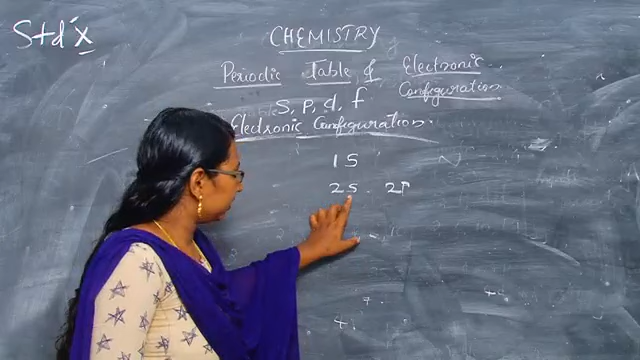 Std X
CHEMISTRY
Periodic Table & Electronic Configuration
s, p, d, f
Electronic Configuration.
1s
2s 2p